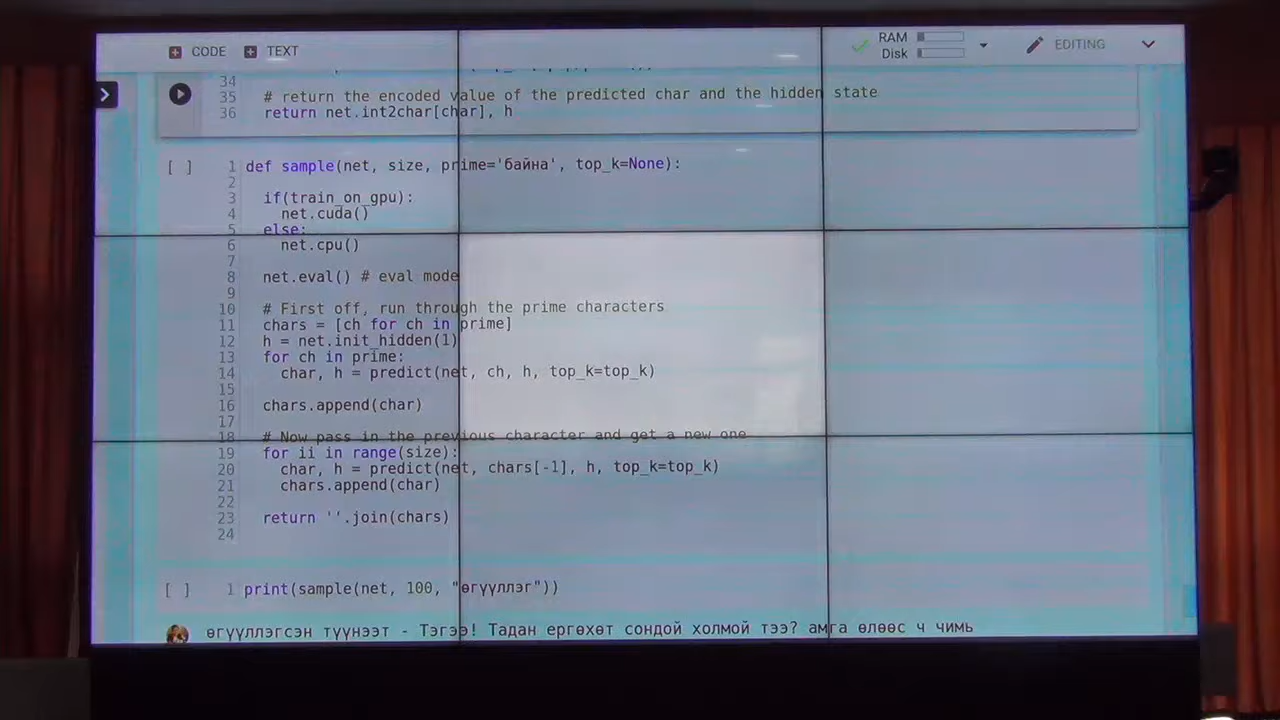 CODE TEXT RAM Disk EDITING
34
35 # return the encoded value of the predicted char and the hidden state
36 return net.int2char[char], h
[ ] 1 def sample(net, size, prime='байна', top_k=None):
2
3 if(train_on_gpu):
4 net.cuda()
5 else:
6 net.cpu()
7
8 net.eval() # eval mode
9
10 # First off, run through the prime characters
11 chars = [ch for ch in prime]
12 h = net.init_hidden(1)
13 for ch in prime:
14 char, h = predict(net, ch, h, top_k=top_k)
15
16 chars.append(char)
17
18 # Now pass in the previous character and get a new one
19 for ii in range(size):
20 char, h = predict(net, chars[-1], h, top_k=top_k)
21 chars.append(char)
22
23 return ''.join(chars)
24
[ ] 1 print(sample(net, 100, "өгүүллэг"))
өгүүллэгсэн түүнээт - Тэгээ! Тадан ергөхөт сондой холмой тээ? амга өлөөс ч чимь